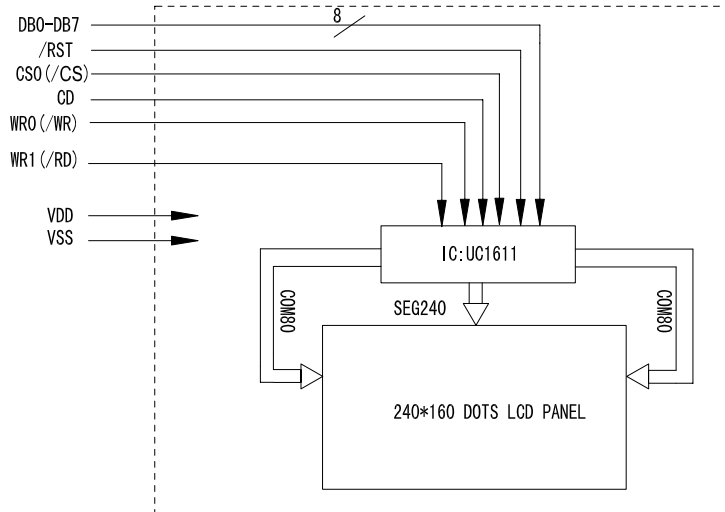 8
DB0-DB7
/RST
CS0(/CS)
CD
WR0(/WR)
WR1(/RD)
VDD
VSS
IC:UC1611
SEG240
COM80
COM80
240*160 DOTS LCD PANEL